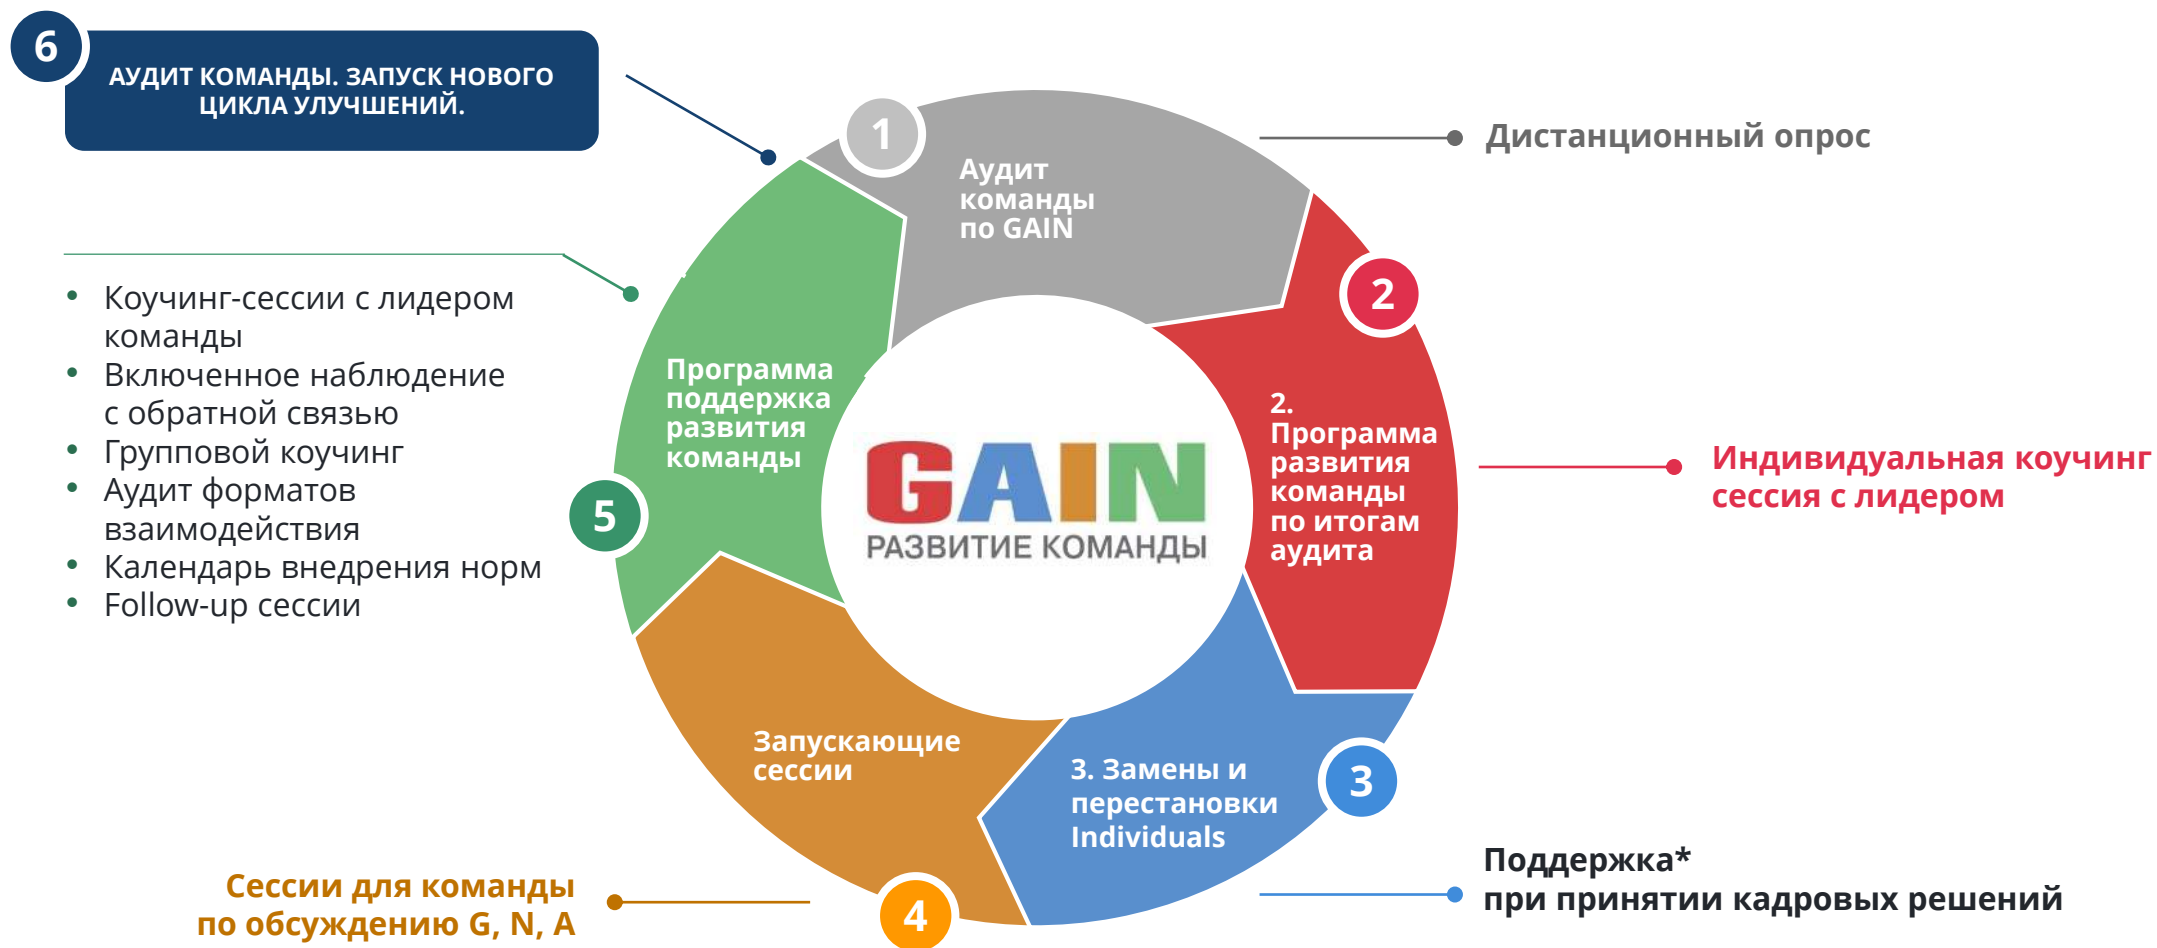 6
АУДИТ КОМАНДЫ. ЗАПУСК НОВОГО
ЦИКЛА УЛУЧШЕНИЙ.
1
Аудит
команды
по GAIN
Дистанционный опрос
2
2.
Программа
развития
команды
по итогам
аудита
Индивидуальная коучинг
сессия с лидером
3. Замены и
перестановки
Individuals
3
Поддержка*
при принятии кадровых решений
Запускающие
сессии
4
Сессии для команды
по обсуждению G, N, A
Программа
поддержка
развития
команды
5
• Коучинг-сессии с лидером
команды
• Включенное наблюдение
с обратной связью
• Групповой коучинг
• Аудит форматов
взаимодействия
• Календарь внедрения норм
• Follow-up сессии
GAIN
РАЗВИТИЕ КОМАНДЫ